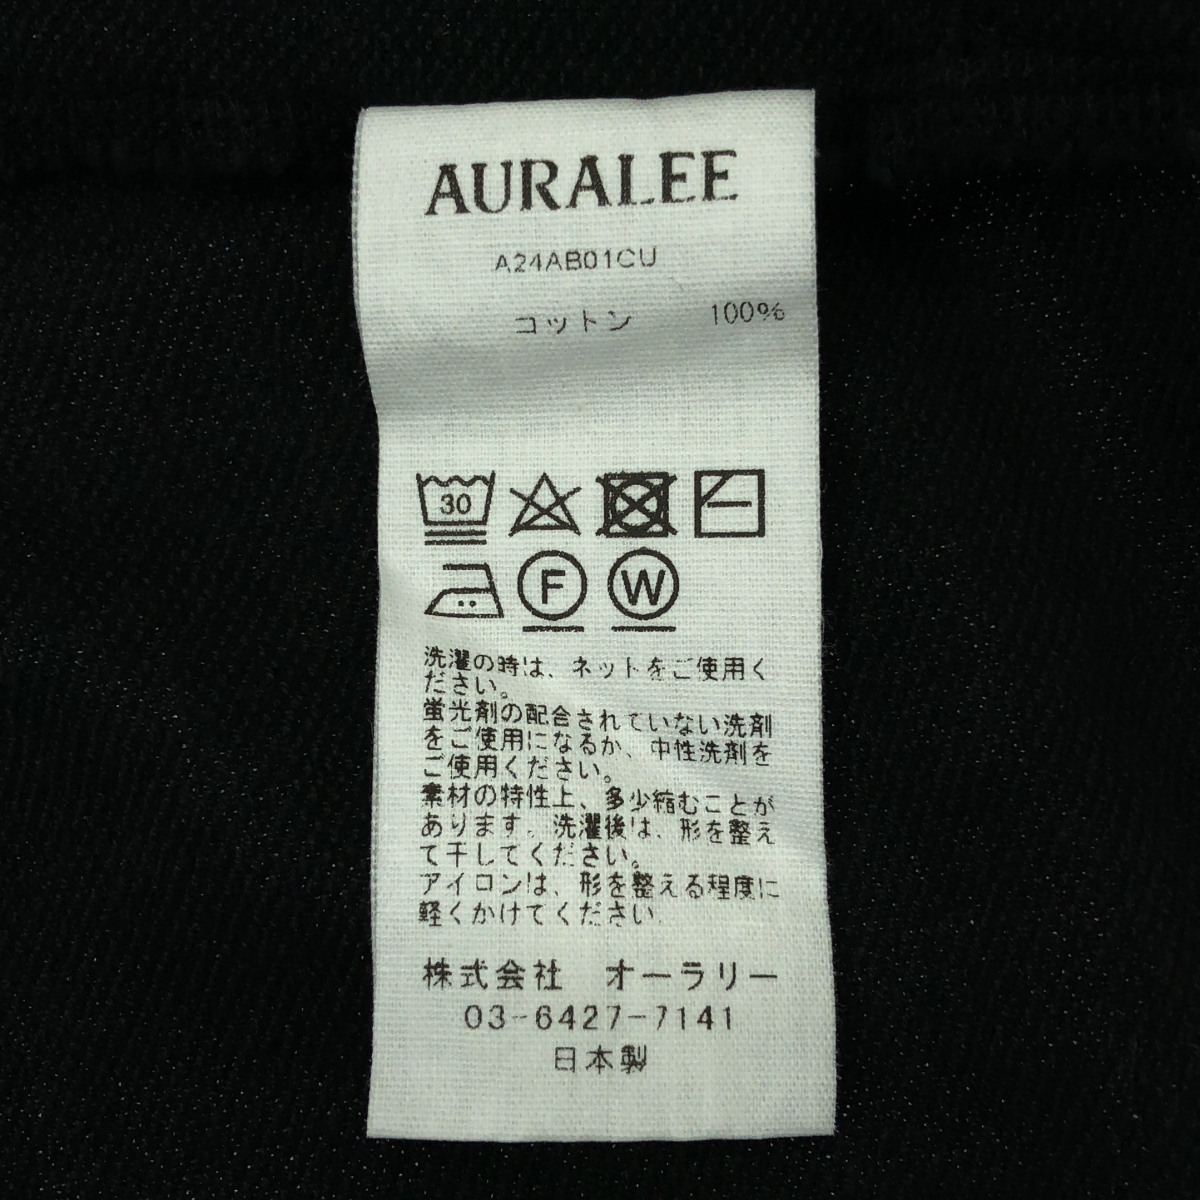 AURALEE
A24AB01CU
コットン 100%
30
F W
洗濯の時は、ネットをご使用く
ださい。
蛍光剤の配合されていない洗剤
をご使用になるか、中性洗剤を
ご使用ください。
素材の特性上、多少縮むことが
あります。洗濯後は、形を整え
て干してください。
アイロンは、形を整える程度に
軽くかけてください。
株式会社 オーラリー
03-6427-7141
日本製